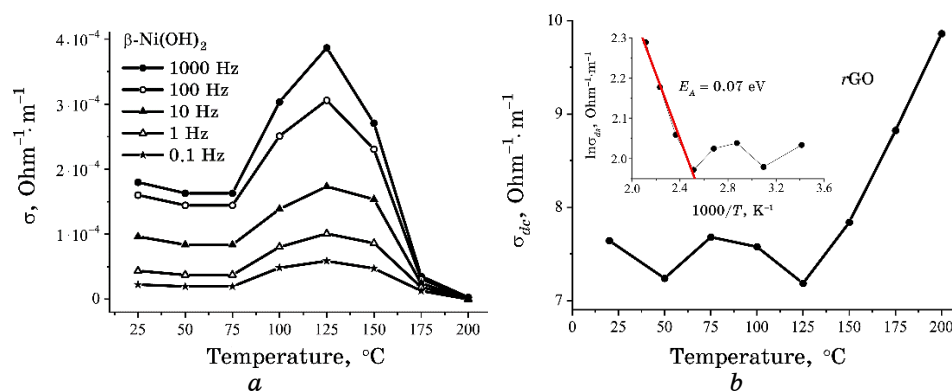 4·10⁻⁴
3·10⁻⁴
2·10⁻⁴
1·10⁻⁴
0
σ, Ohm⁻¹·m⁻¹
β-Ni(OH)₂
1000 Hz
100 Hz
10 Hz
1 Hz
0.1 Hz
25 50 75 100 125 150 175 200
Temperature, °C
a
10
9
8
7
σdc, Ohm⁻¹·m⁻¹
rGO
2.3
2.2
2.1
2.0
lnσdc, Ohm⁻¹·m⁻¹
E_A = 0.07 eV
2.0 2.4 2.8 3.2 3.6
1000/T, K⁻¹
0 25 50 75 100 125 150 175 200
Temperature, °C
b